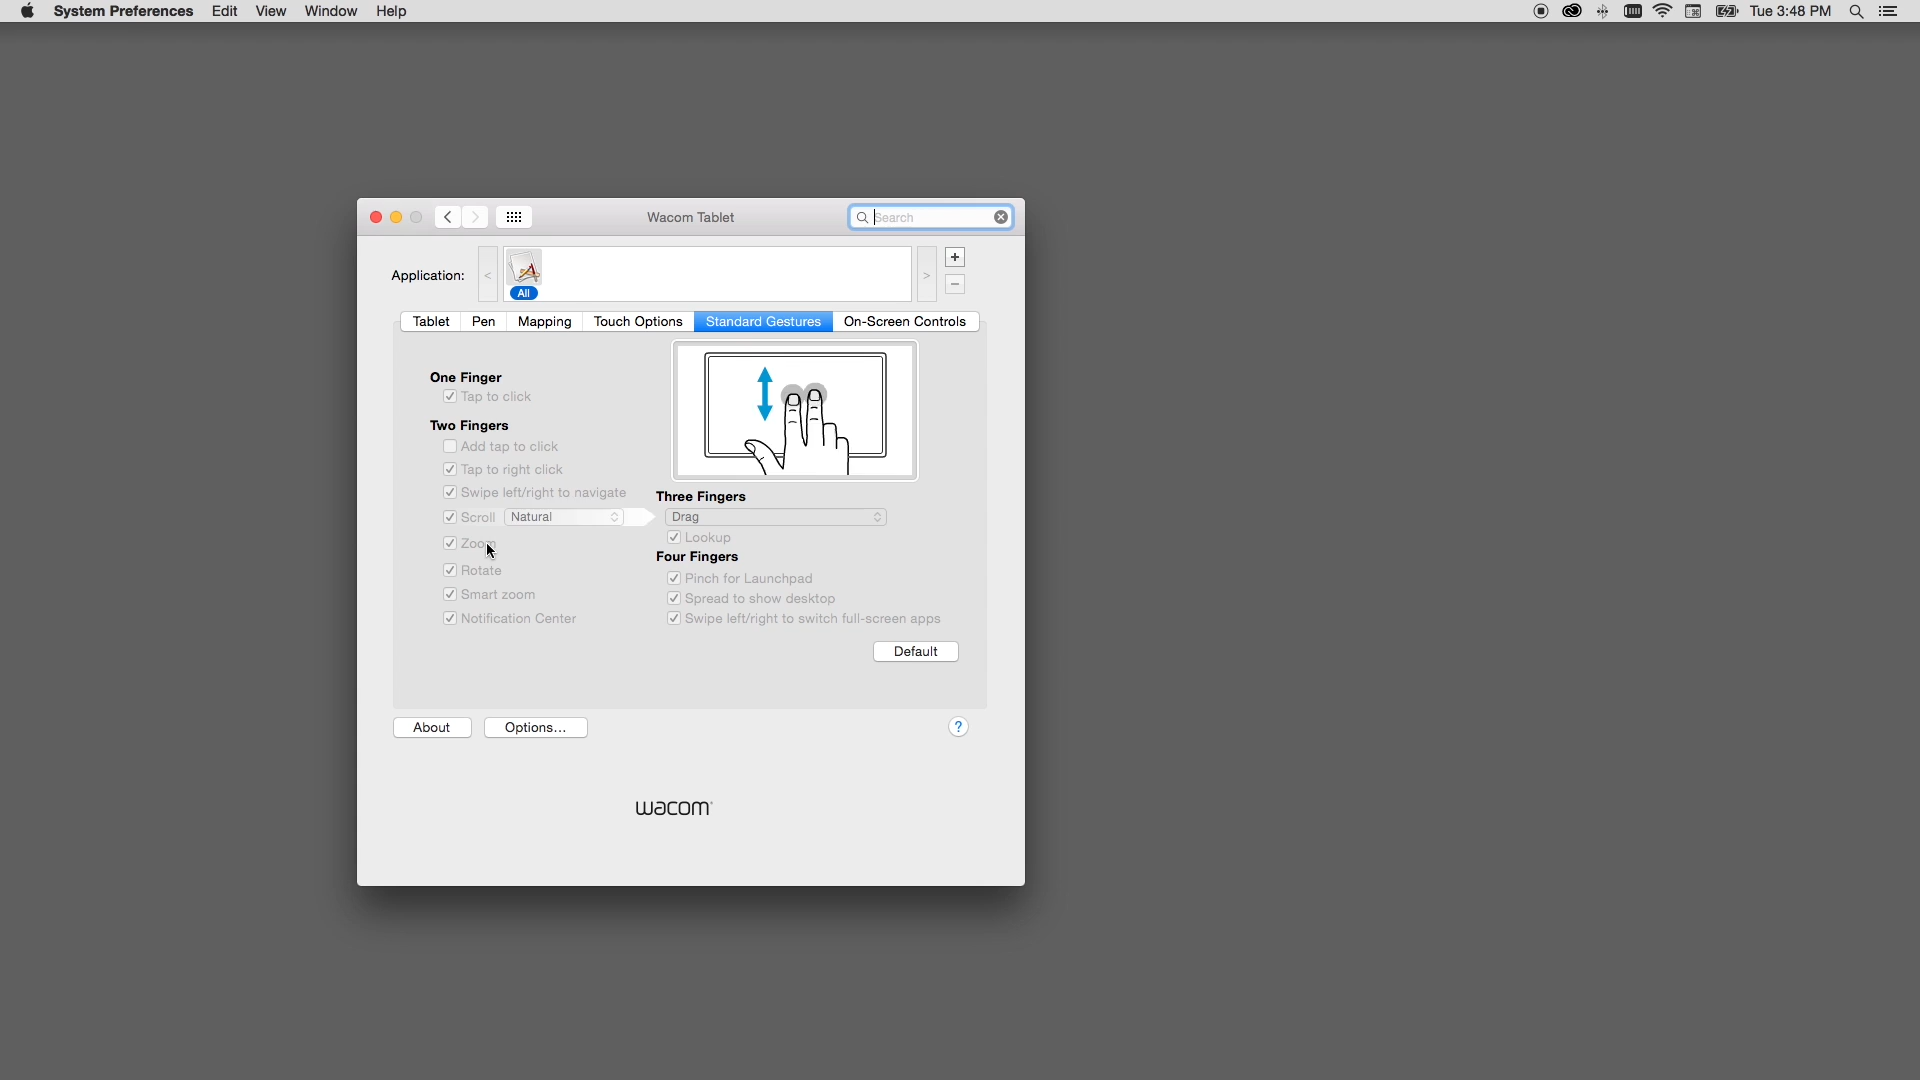 System Preferences Edit View Window Help Tue 3:48 PM
Wacom Tablet
Search
Application: < All > + −
Tablet Pen Mapping Touch Options Standard Gestures On-Screen Controls
One Finger
Tap to click
Two Fingers
Add tap to click
Tap to right click
Swipe left/right to navigate
Scroll Natural
Zoom
Rotate
Smart zoom
Notification Center
Three Fingers
Drag
Lookup
Four Fingers
Pinch for Launchpad
Spread to show desktop
Swipe left/right to switch full-screen apps
Default
About Options... ?
wacom